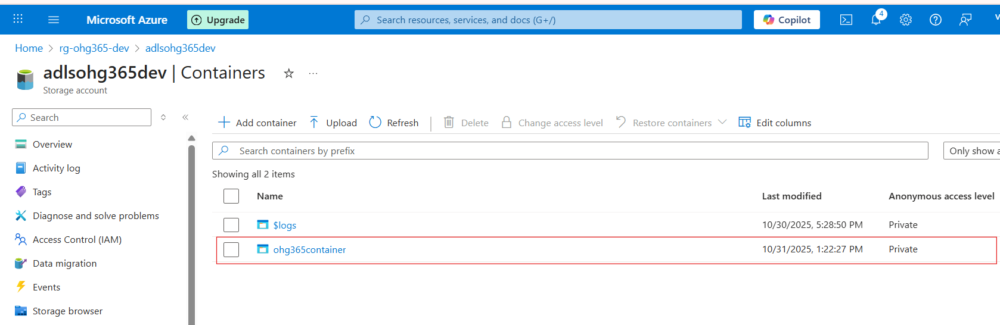 Microsoft Azure
Upgrade
Search resources, services, and docs (G+/)
Copilot
4
Home > rg-ohg365-dev > adlsohg365dev
adlsohg365dev | Containers
Storage account
Search
Add container
Upload
Refresh
Delete
Change access level
Restore containers
Edit columns
Overview
Activity log
Tags
Diagnose and solve problems
Access Control (IAM)
Data migration
Events
Storage browser
Search containers by prefix
Only show a
Showing all 2 items
Name Last modified Anonymous access level
$logs 10/30/2025, 5:28:50 PM Private
ohg365container 10/31/2025, 1:22:27 PM Private